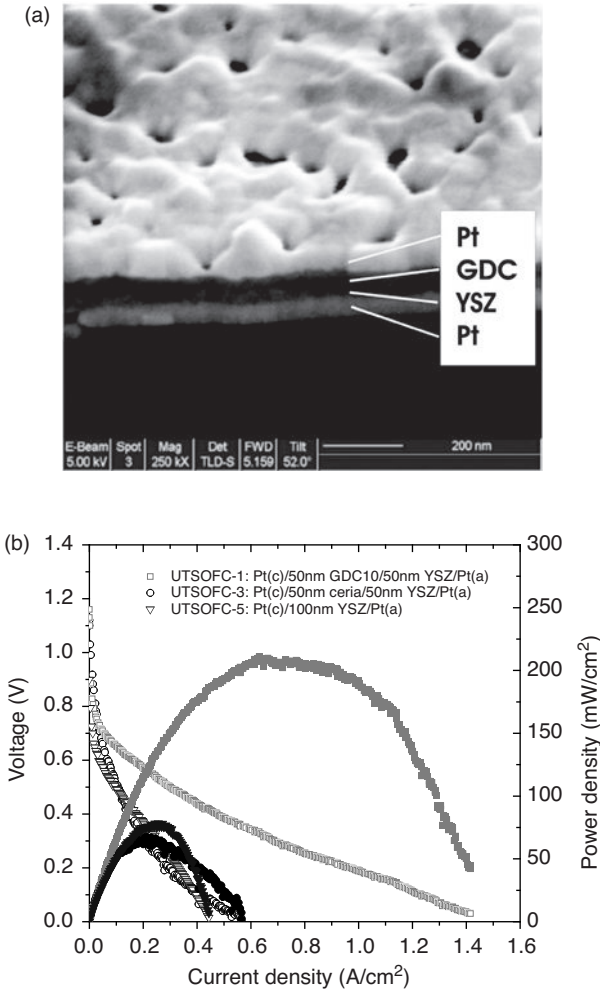 (a)
Pt
GDC
YSZ
Pt
E-Beam Spot Mag Det FWD Tilt 200 nm
5.00 kV 3 250 kX TLD-S 5.159 52.0°
(b)
1.4 300
UTSOFC-1: Pt(c)/50nm GDC10/50nm YSZ/Pt(a)
UTSOFC-3: Pt(c)/50nm ceria/50nm YSZ/Pt(a)
UTSOFC-5: Pt(c)/100nm YSZ/Pt(a)
1.2 250
1.0 200
0.8
0.6 150
0.4 100
0.2 50
0.0 0
Voltage (V)
Power density (mW/cm²)
0.0 0.2 0.4 0.6 0.8 1.0 1.2 1.4 1.6
Current density (A/cm²)